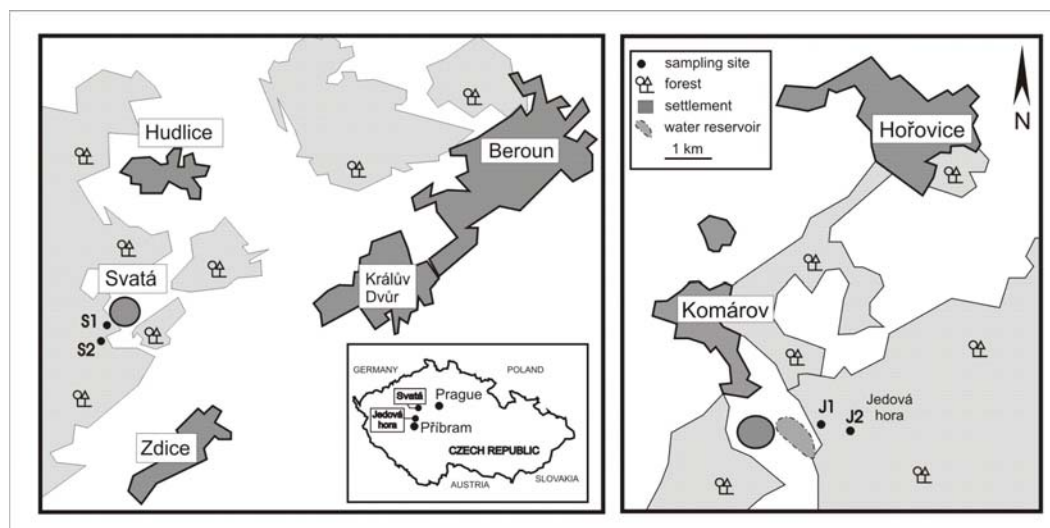 Hudlice
Beroun
Svatá
Králův
Dvůr
S1
S2
Zdice
GERMANY
POLAND
Svatá
Prague
Jedová
hora
Příbram
CZECH REPUBLIC
SLOVAKIA
AUSTRIA
sampling site
forest
settlement
water reservoir
1 km
N
Hořovice
Komárov
J1
J2
Jedová
hora